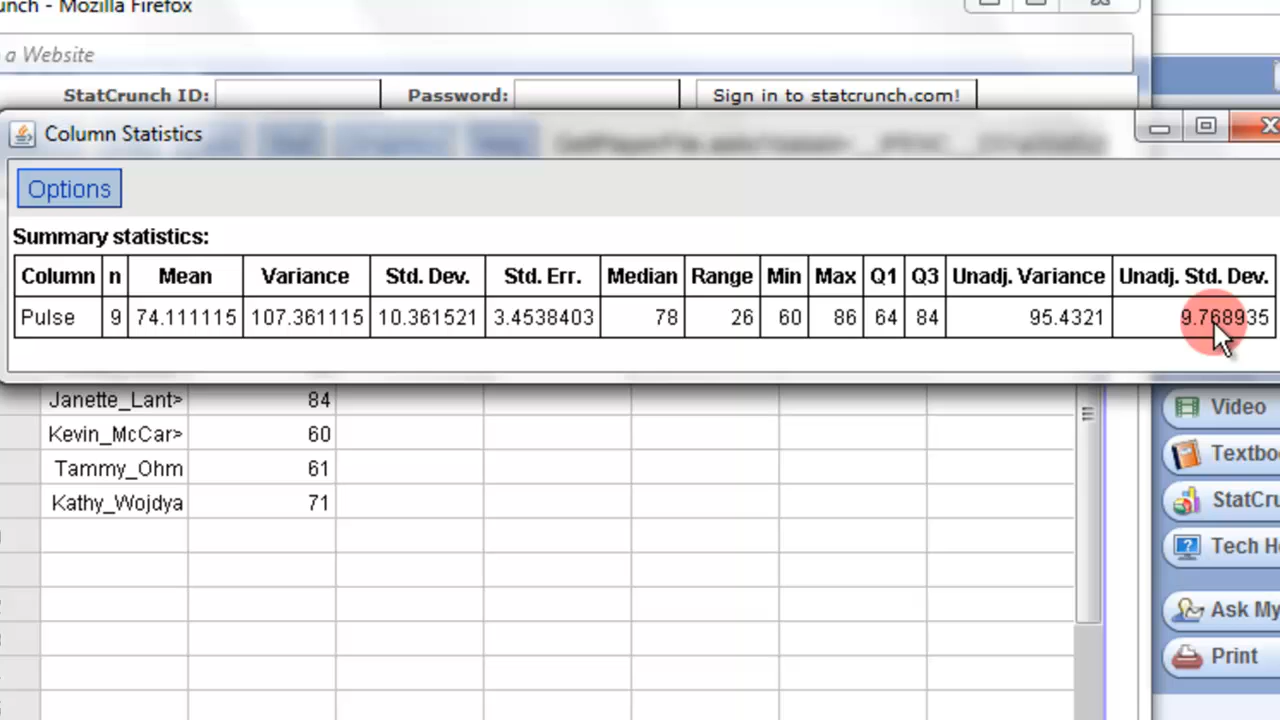 unch - Mozilla Firefox
a Website
StatCrunch ID: Password: Sign in to statcrunch.com!
Column Statistics
Options
Summary statistics:
Column n Mean Variance Std. Dev. Std. Err. Median Range Min Max Q1 Q3 Unadj. Variance Unadj. Std. Dev.
Pulse 9 74.111115 107.361115 10.361521 3.4538403 78 26 60 86 64 84 95.4321 9.768935
Janette_Lant> 84
Kevin_McCar> 60
Tammy_Ohm 61
Kathy_Wojdya 71
Video
Textbo
StatCru
Tech H
Ask My
Print